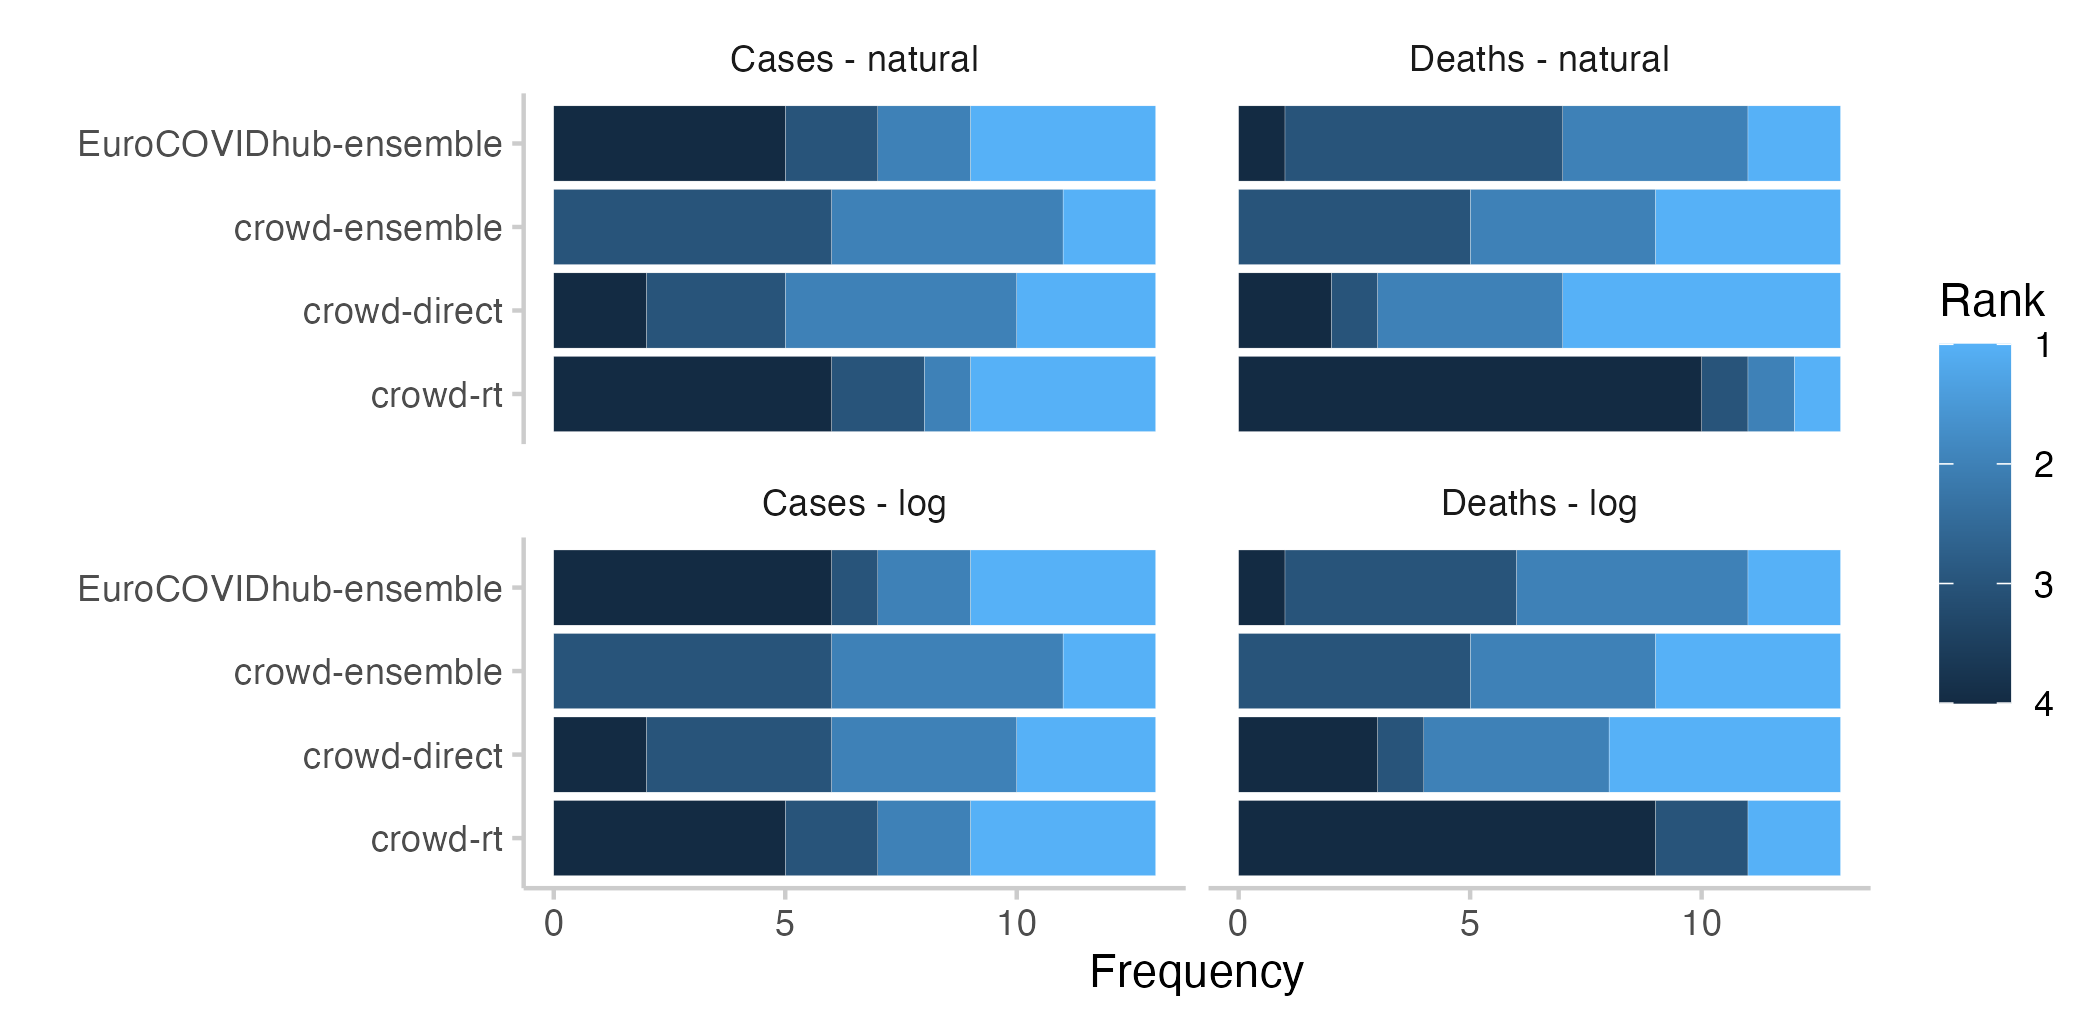 Cases - natural
Deaths - natural
EuroCOVIDhub-ensemble
crowd-ensemble
crowd-direct
crowd-rt
Cases - log
Deaths - log
EuroCOVIDhub-ensemble
crowd-ensemble
crowd-direct
crowd-rt
0 5 10 0 5 10
Frequency
Rank
1
2
3
4